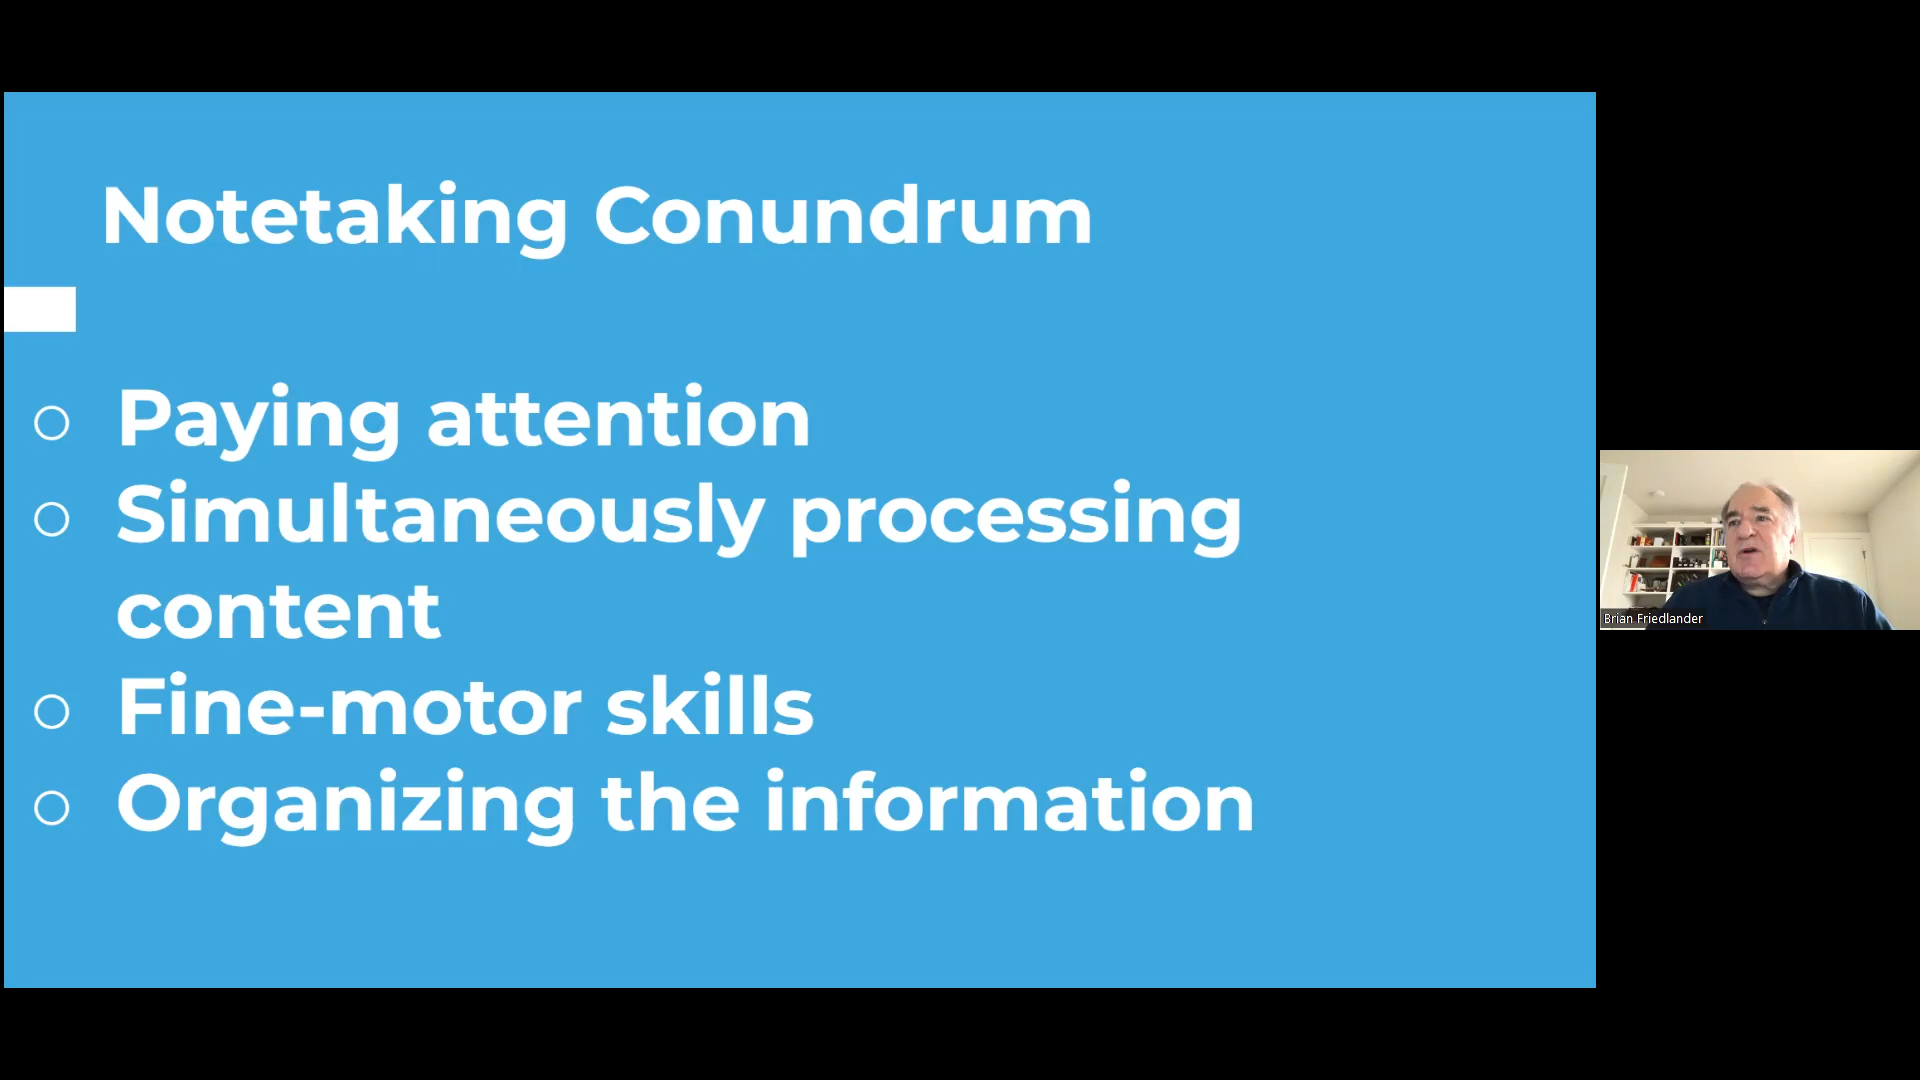 Notetaking Conundrum
Paying attention
Simultaneously processing
content
Fine-motor skills
Organizing the information
Brian Friedlander